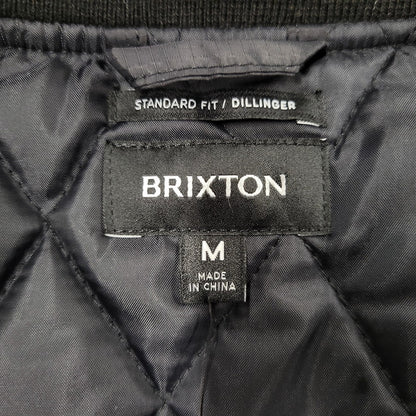 STANDARD FIT / DILLINGER
BRIXTON
M
MADE
IN CHINA